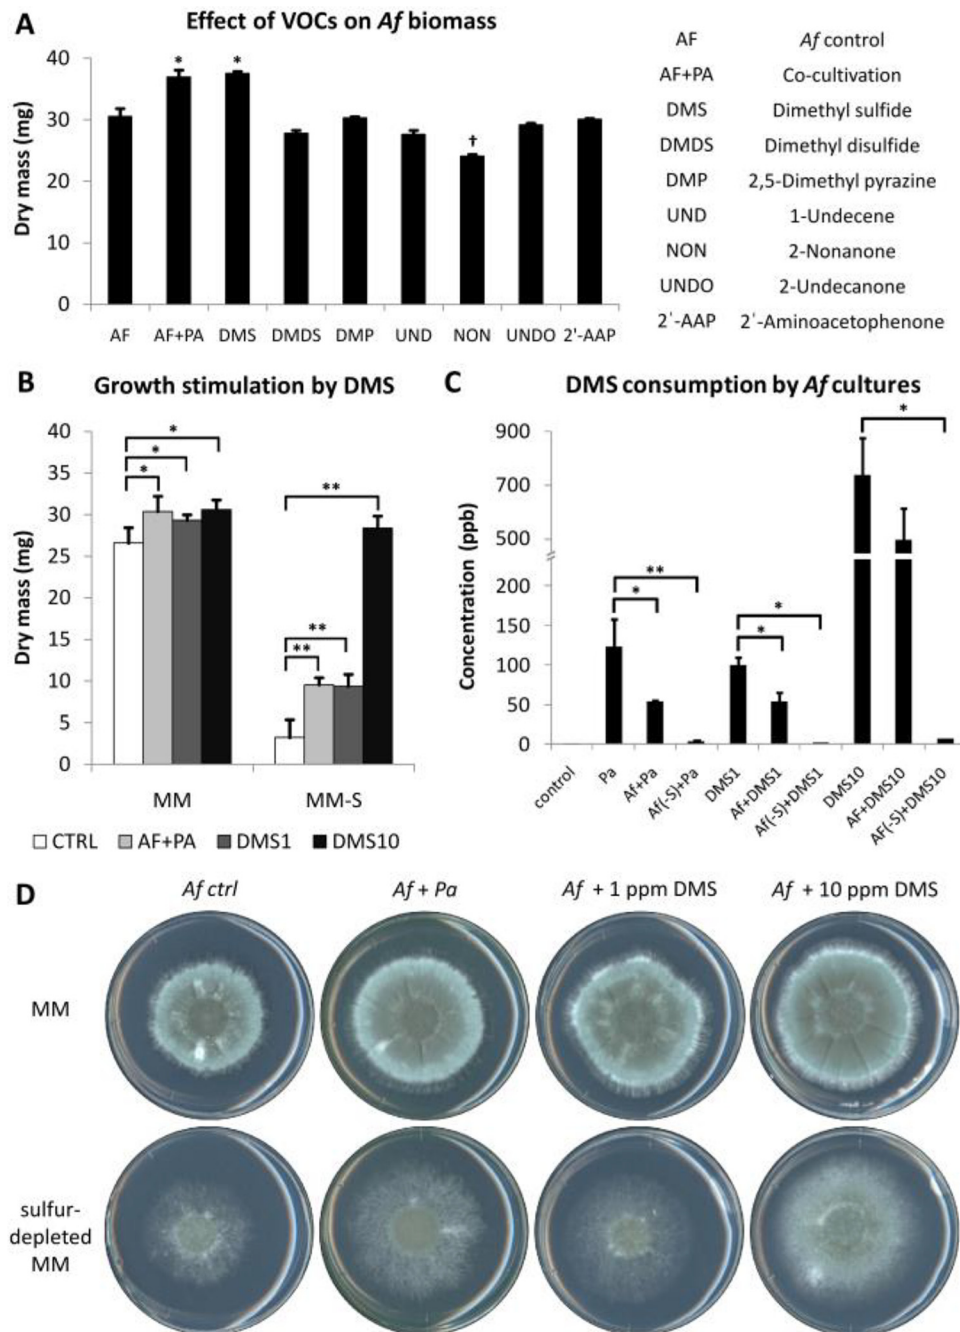 A
Effect of VOCs on Af biomass
Dry mass (mg)
40
30
20
10
0
*
*
†
AF AF+PA DMS DMDS DMP UND NON UNDO 2'-AAP
AF Af control
AF+PA Co-cultivation
DMS Dimethyl sulfide
DMDS Dimethyl disulfide
DMP 2,5-Dimethyl pyrazine
UND 1-Undecene
NON 2-Nonanone
UNDO 2-Undecanone
2'-AAP 2'-Aminoacetophenone
B
Growth stimulation by DMS
Dry mass (mg)
40
35
30
25
20
15
10
5
0
*
*
*
**
**
**
MM MM-S
CTRL AF+PA DMS1 DMS10
C
DMS consumption by Af cultures
Concentration (ppb)
900
700
500
200
150
100
50
0
**
*
*
*
*
control
Pa
Af+Pa
Af(-S)+Pa
DMS1
Af+DMS1
Af(-S)+DMS1
DMS10
AF+DMS10
AF(-S)+DMS10
D
Af ctrl
Af + Pa
Af + 1 ppm DMS
Af + 10 ppm DMS
MM
sulfur-
depleted
MM